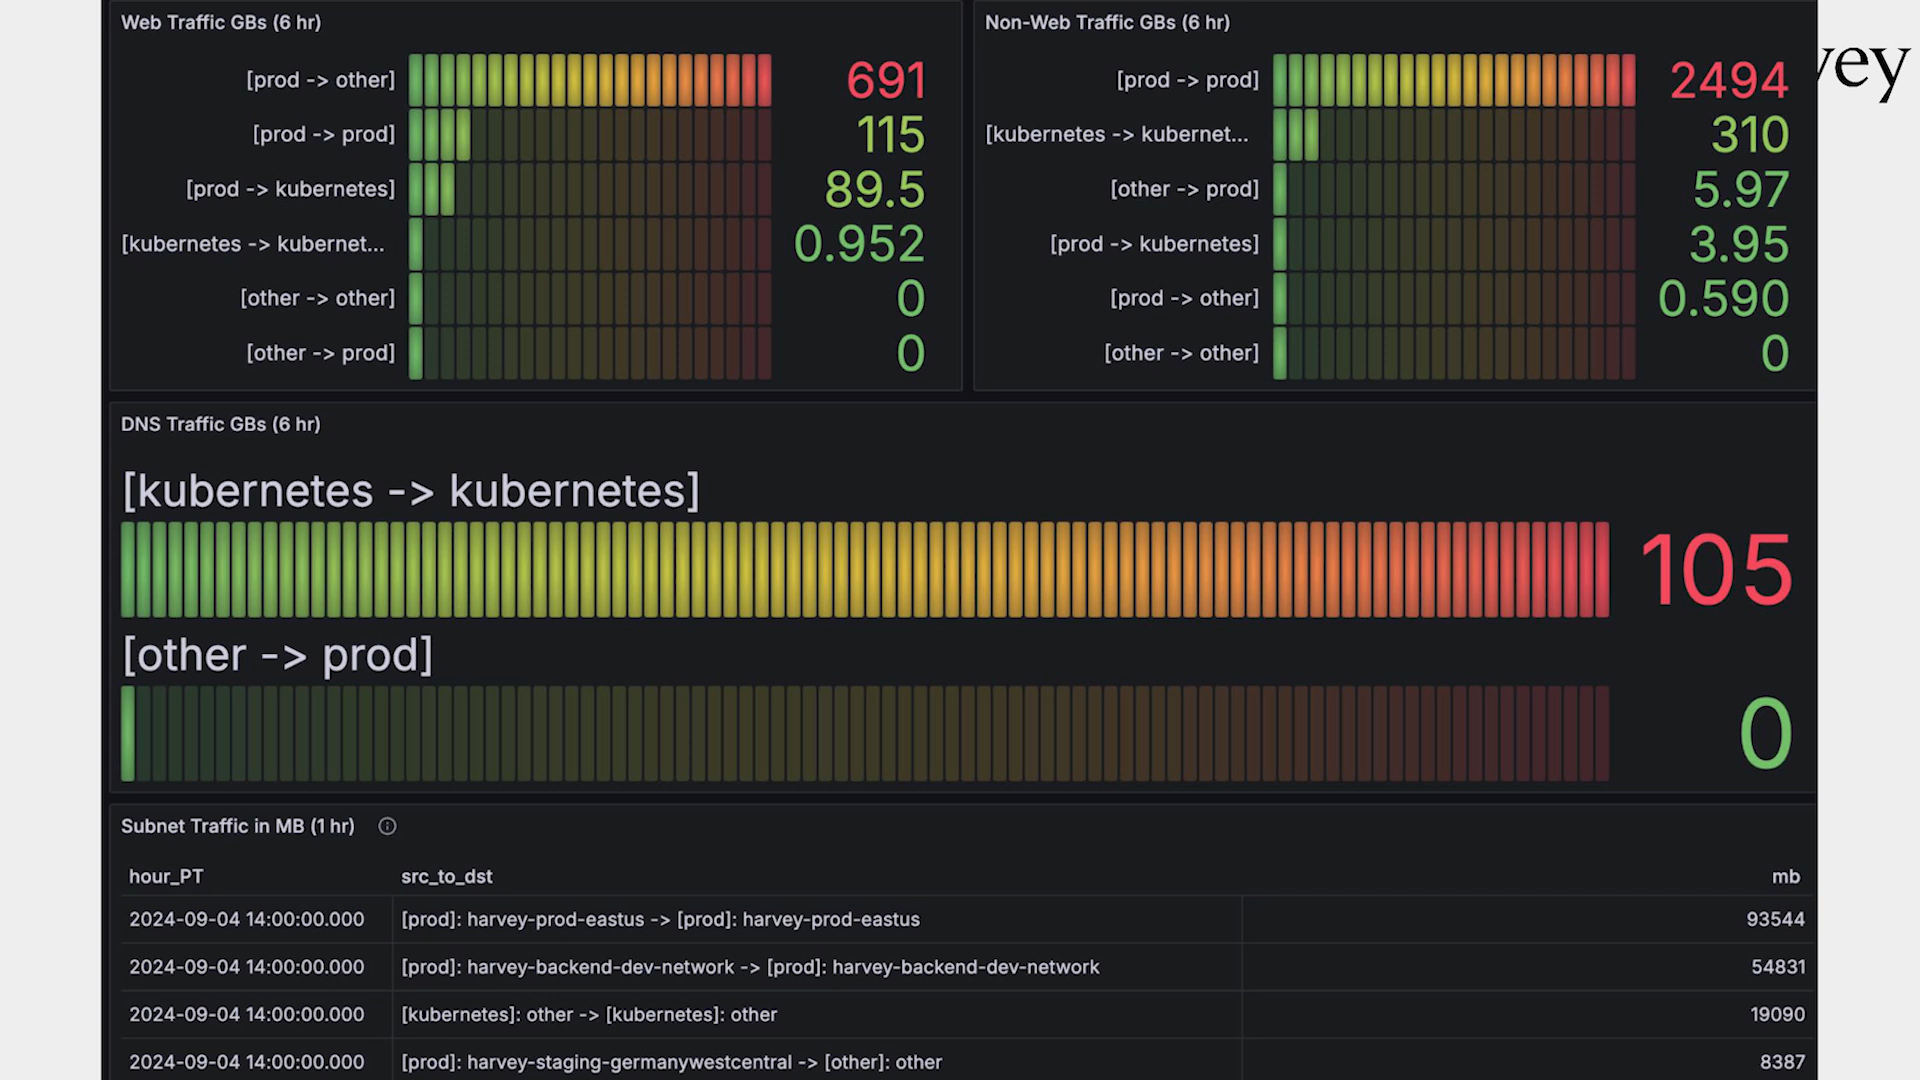 Web Traffic GBs (6 hr)
[prod -> other] 691
[prod -> prod] 115
[prod -> kubernetes] 89.5
[kubernetes -> kubernet... 0.952
[other -> other] 0
[other -> prod] 0
Non-Web Traffic GBs (6 hr)
[prod -> prod] 2494
[kubernetes -> kubernet... 310
[other -> prod] 5.97
[prod -> kubernetes] 3.95
[prod -> other] 0.590
[other -> other] 0
vey
DNS Traffic GBs (6 hr)
[kubernetes -> kubernetes]
105
[other -> prod]
0
Subnet Traffic in MB (1 hr)
hour_PT src_to_dst mb
2024-09-04 14:00:00.000 [prod]: harvey-prod-eastus -> [prod]: harvey-prod-eastus 93544
2024-09-04 14:00:00.000 [prod]: harvey-backend-dev-network -> [prod]: harvey-backend-dev-network 54831
2024-09-04 14:00:00.000 [kubernetes]: other -> [kubernetes]: other 19090
2024-09-04 14:00:00.000 [prod]: harvey-staging-germanywestcentral -> [other]: other 8387